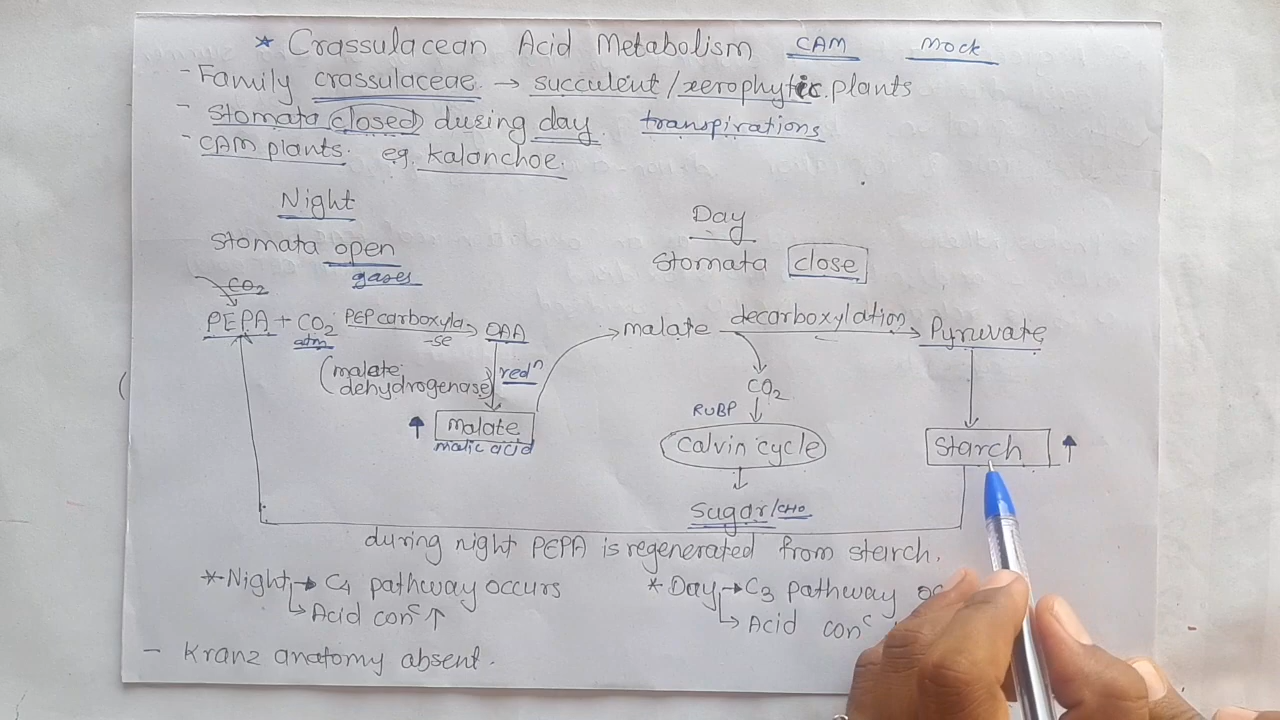 * Crassulacean Acid Metabolism CAM Mock
- Family crassulaceae. → succulent/xerophytic plants
- Stomata closed during day. transpirations
- CAM plants. eg. Kalanchoe.
Night
Stomata open
gases
CO2
PEPA + CO2 PEP carboxyla-se → OAA
atm
(malate dehydrogenase) redn
↑ malate
malic acid
Day
Stomata close
malate decarboxylation → Pyruvate
CO2
RUBP
Calvin cycle
Sugar/CHO
Starch ↑
during night PEPA is regenerated from starch.
* Night → C4 pathway occurs
→ Acid conc ↑
* Day → C3 pathway
→ Acid conc
- Kranz anatomy absent.